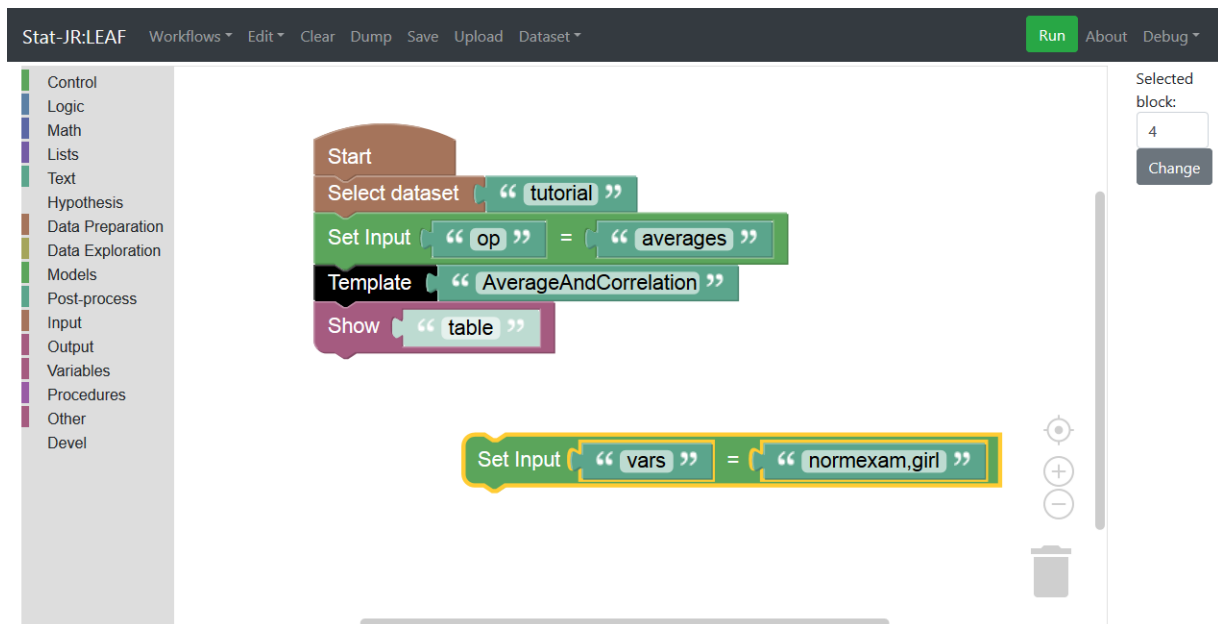 Stat-JR:LEAF Workflows Edit Clear Dump Save Upload Dataset Run About Debug
Control
Logic
Math
Lists
Text
Hypothesis
Data Preparation
Data Exploration
Models
Post-process
Input
Output
Variables
Procedures
Other
Devel
Start
Select dataset “ tutorial ”
Set Input “ op ” = “ averages ”
Template “ AverageAndCorrelation ”
Show “ table ”
Set Input “ vars ” = “ normexam,girl ”
Selected
block:
4
Change